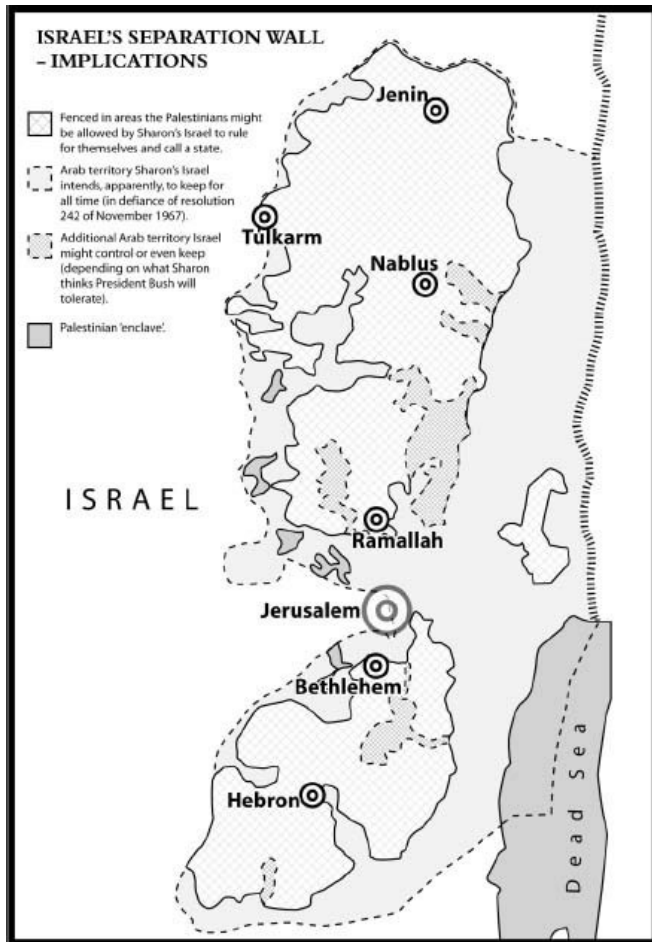 ISRAEL'S SEPARATION WALL
– IMPLICATIONS
Fenced in areas the Palestinians might
be allowed by Sharon's Israel to rule
for themselves and call a state.
Arab territory Sharon's Israel
intends, apparently, to keep for
all time (in defiance of resolution
242 of November 1967).
Additional Arab territory Israel
might control or even keep
(depending on what Sharon
thinks President Bush will
tolerate).
Palestinian 'enclave'.
Jenin
Tulkarm
Nablus
ISRAEL
Ramallah
Jerusalem
Bethlehem
Hebron
Dead Sea